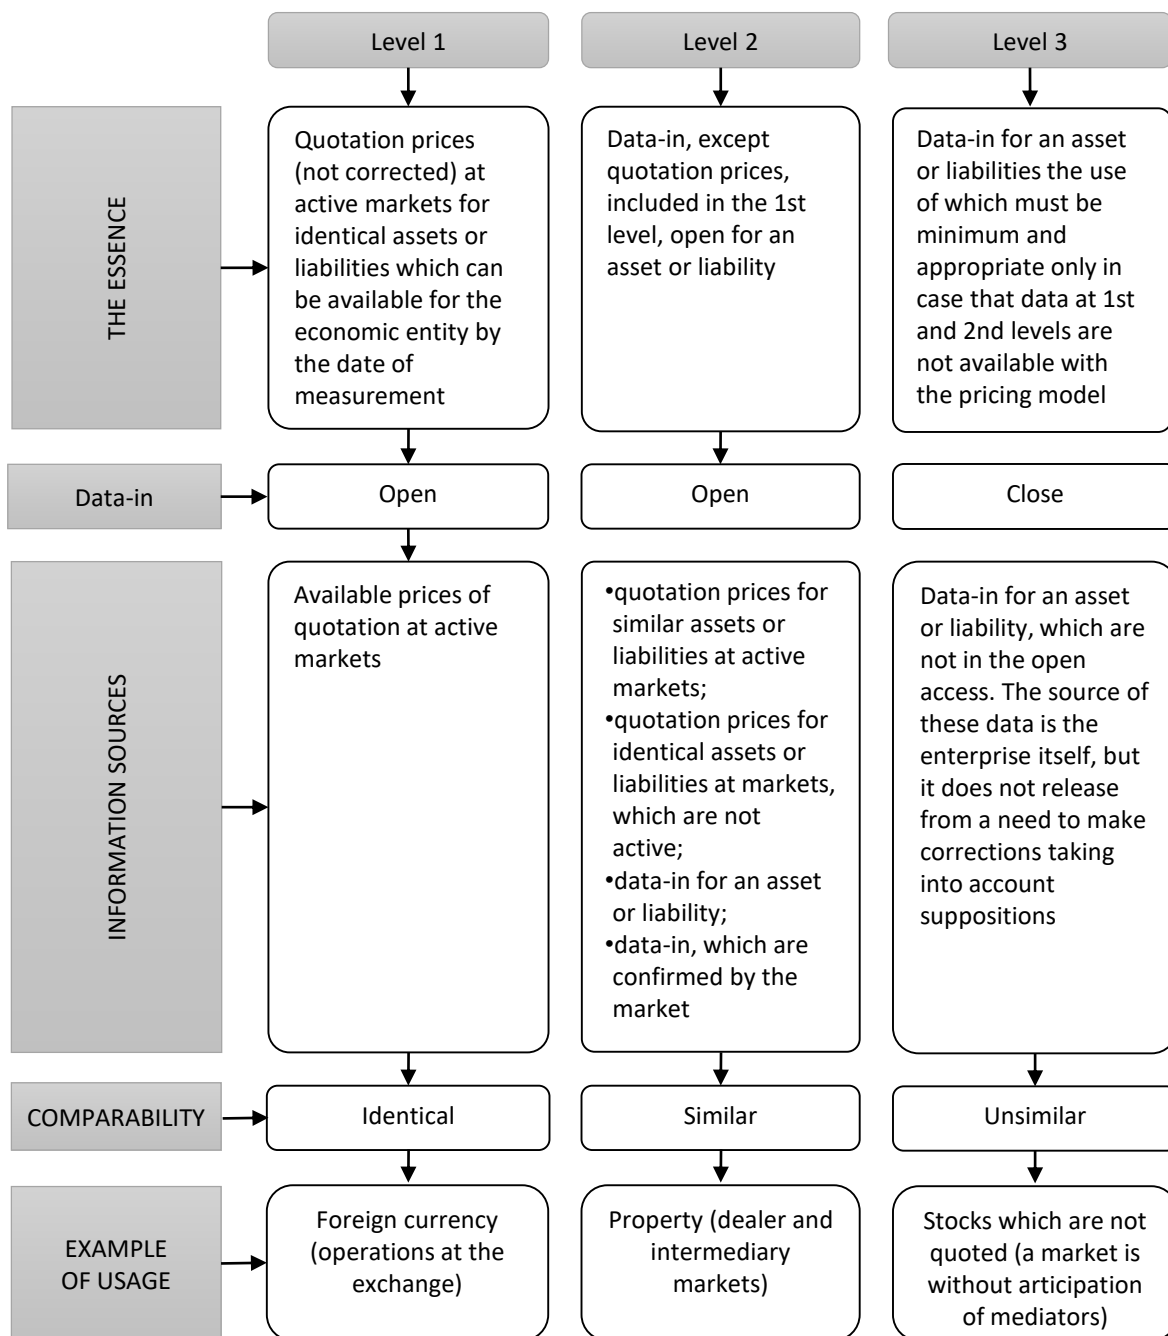 Level 1
Level 2
Level 3
THE ESSENCE
Quotation prices
(not corrected) at
active markets for
identical assets or
liabilities which can
be available for the
economic entity by
the date of
measurement
Data-in, except
quotation prices,
included in the 1st
level, open for an
asset or liability
Data-in for an asset
or liabilities the use
of which must be
minimum and
appropriate only in
case that data at 1st
and 2nd levels are
not available with
the pricing model
Data-in
Open
Open
Close
INFORMATION SOURCES
Available prices of
quotation at active
markets
•quotation prices for
similar assets or
liabilities at active
markets;
•quotation prices for
identical assets or
liabilities at markets,
which are not
active;
•data-in for an asset
or liability;
•data-in, which are
confirmed by the
market
Data-in for an asset
or liability, which are
not in the open
access. The source of
these data is the
enterprise itself, but
it does not release
from a need to make
corrections taking
into account
suppositions
COMPARABILITY
Identical
Similar
Unsimilar
EXAMPLE
OF USAGE
Foreign currency
(operations at the
exchange)
Property (dealer and
intermediary
markets)
Stocks which are not
quoted (a market is
without articipation
of mediators)